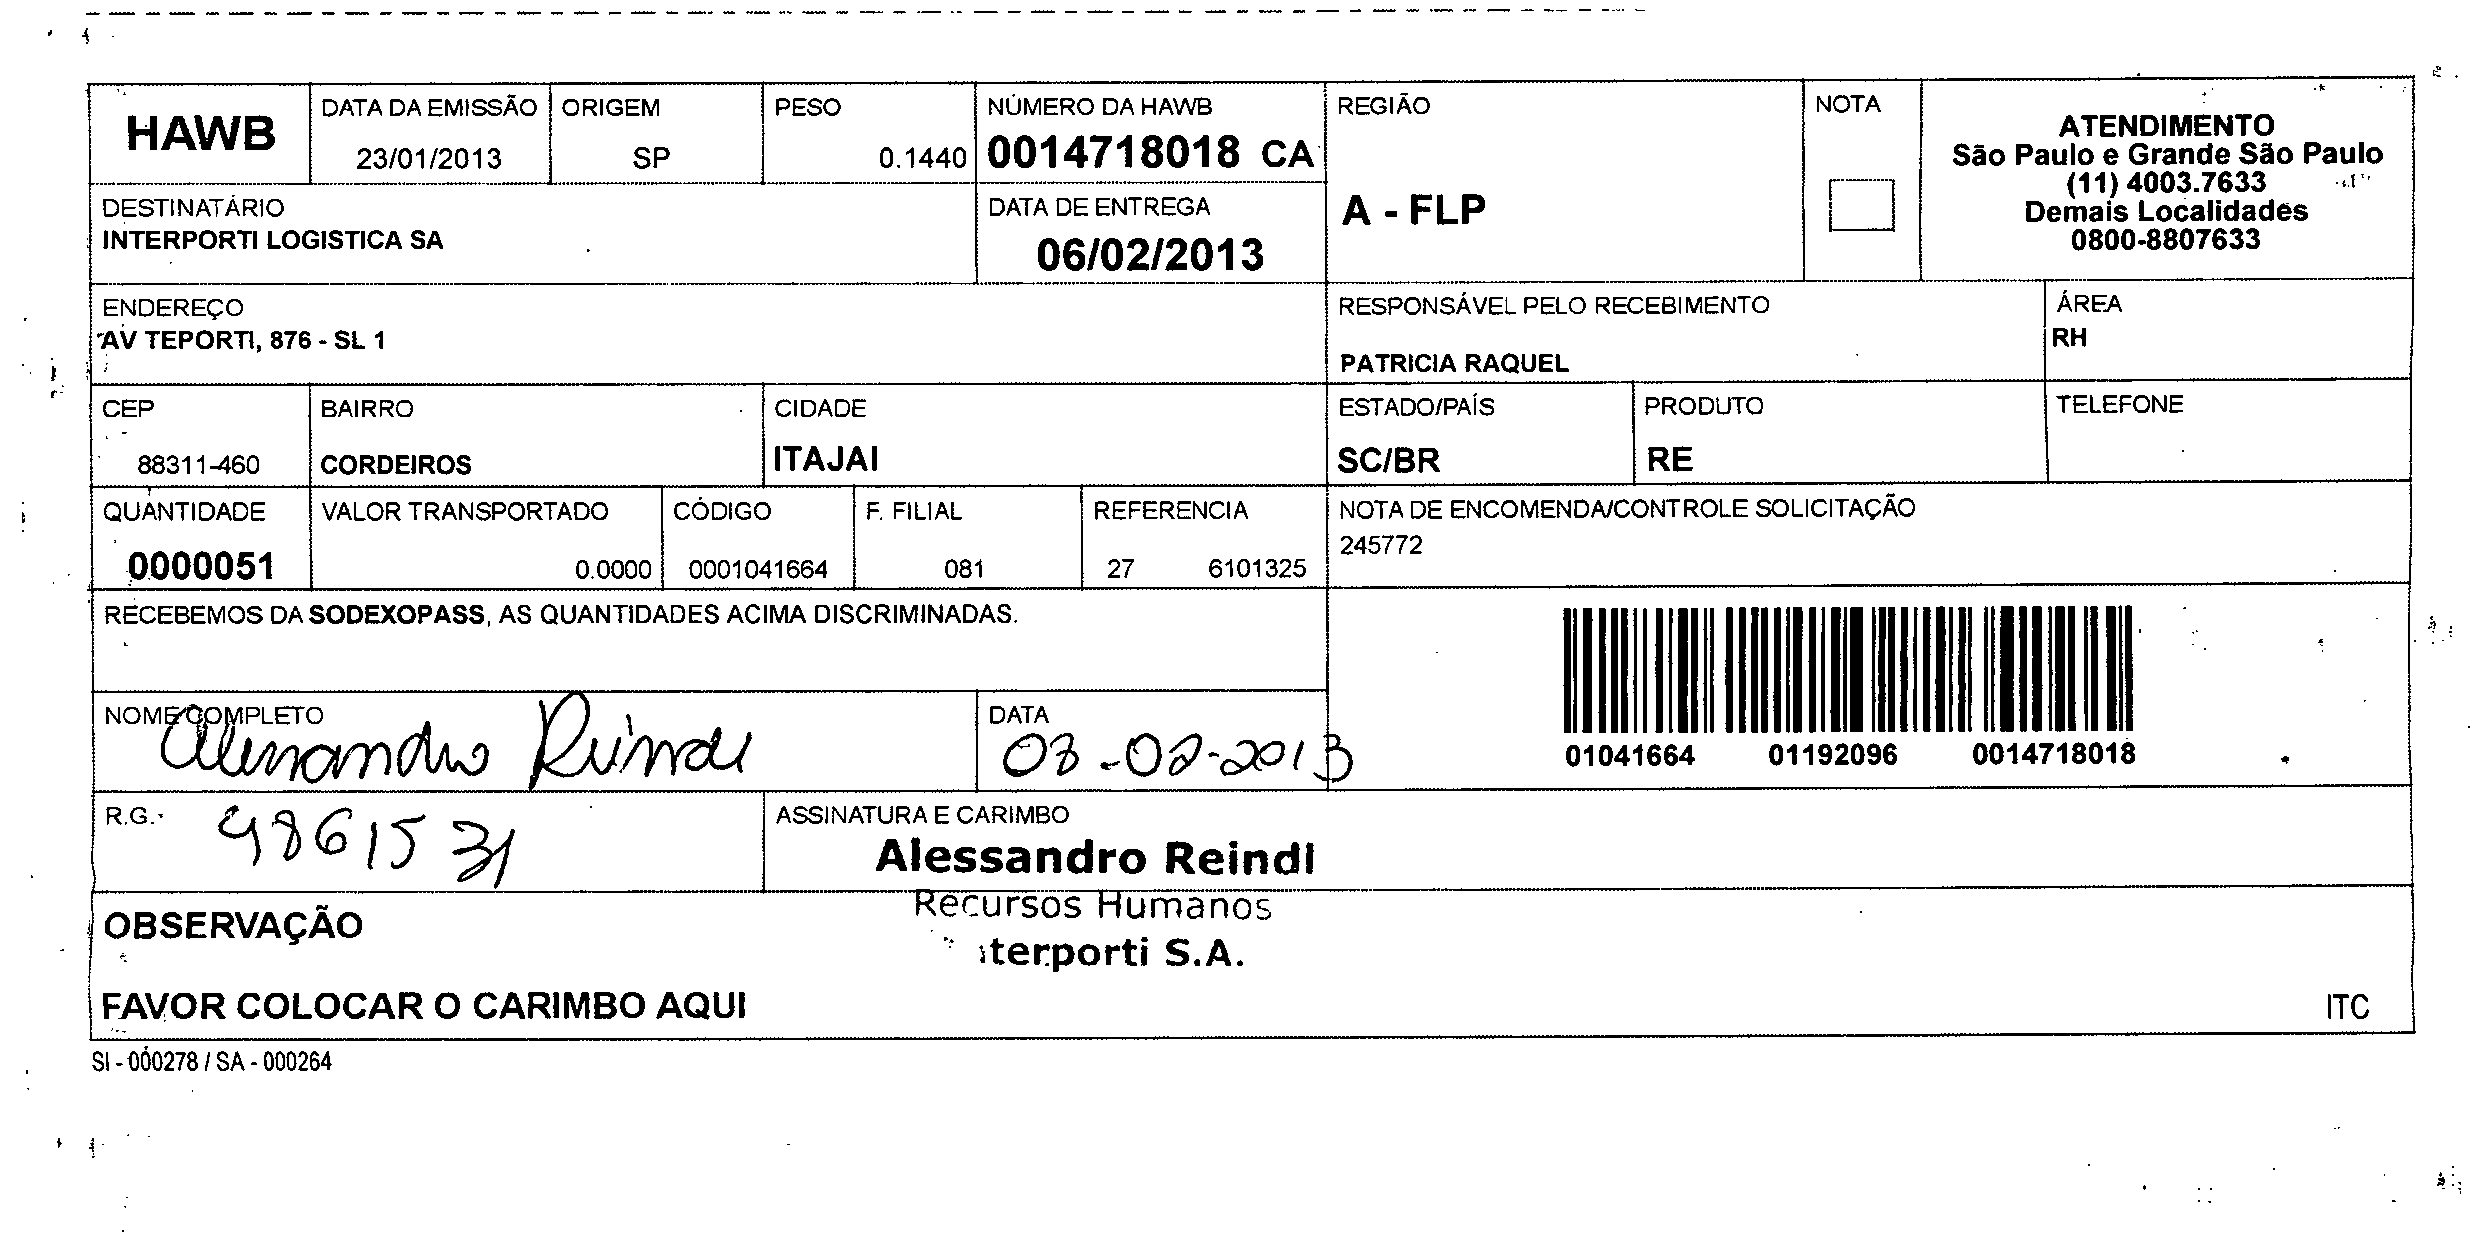 HAWB
DATA DA EMISSÃO
23/01/2013
ORIGEM
SP
PESO
0.1440
NÚMERO DA HAWB
0014718018 CA
REGIÃO
A - FLP
NOTA
ATENDIMENTO
São Paulo e Grande São Paulo
(11) 4003.7633
Demais Localidades
0800-8807633
DESTINATÁRIO
INTERPORTI LOGISTICA SA
DATA DE ENTREGA
06/02/2013
ENDEREÇO
AV TEPORTI, 876 - SL 1
RESPONSÁVEL PELO RECEBIMENTO
PATRICIA RAQUEL
ÁREA
RH
CEP
88311-460
BAIRRO
CORDEIROS
CIDADE
ITAJAI
ESTADO/PAÍS
SC/BR
PRODUTO
RE
TELEFONE
QUANTIDADE
0000051
VALOR TRANSPORTADO
0.0000
CÓDIGO
0001041664
F. FILIAL
081
REFERENCIA
27 6101325
NOTA DE ENCOMENDA/CONTROLE SOLICITAÇÃO
245772
RECEBEMOS DA SODEXOPASS, AS QUANTIDADES ACIMA DISCRIMINADAS.
01041664 01192096 0014718018
NOME COMPLETO
Alessandro Reindl
DATA
-02-2013
R.G.
4861531
ASSINATURA E CARIMBO
Alessandro Reindl
Recursos Humanos
terporti S.A.
OBSERVAÇÃO
FAVOR COLOCAR O CARIMBO AQUI
ITC
SI - 000278 / SA - 000264